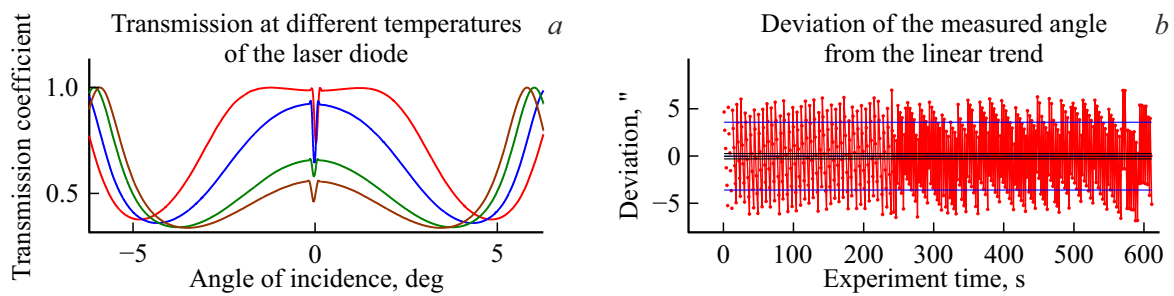 Transmission at different temperatures
of the laser diode
a
Transmission coefficient
1.0
0.5
−5
0
5
Angle of incidence, deg
Deviation of the measured angle
from the linear trend
b
Deviation, "
5
0
−5
0
100
200
300
400
500
600
Experiment time, s